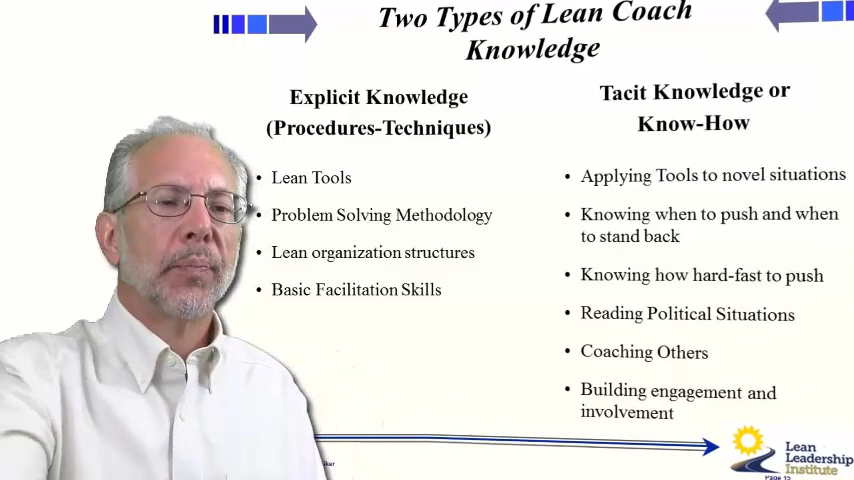 Two Types of Lean Coach
Knowledge
Explicit Knowledge
(Procedures-Techniques)
• Lean Tools
• Problem Solving Methodology
• Lean organization structures
• Basic Facilitation Skills
Tacit Knowledge or
Know-How
• Applying Tools to novel situations
• Knowing when to push and when
to stand back
• Knowing how hard-fast to push
• Reading Political Situations
• Coaching Others
• Building engagement and
involvement
iker
Lean
Leadership
Institute
Page 15